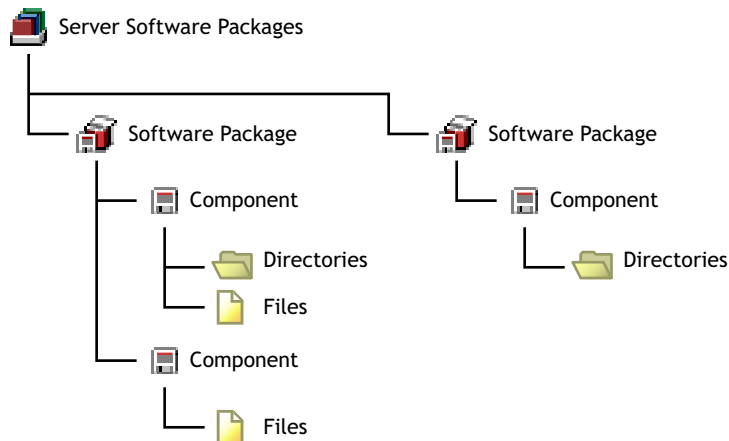 Server Software Packages
Software Package
Software Package
Component
Component
Directories
Directories
Files
Component
Files